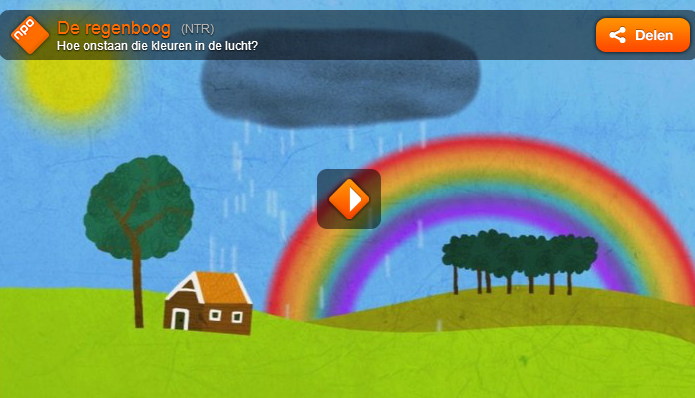 npo
De regenboog (NTR)
Hoe onstaan die kleuren in de lucht?
Delen